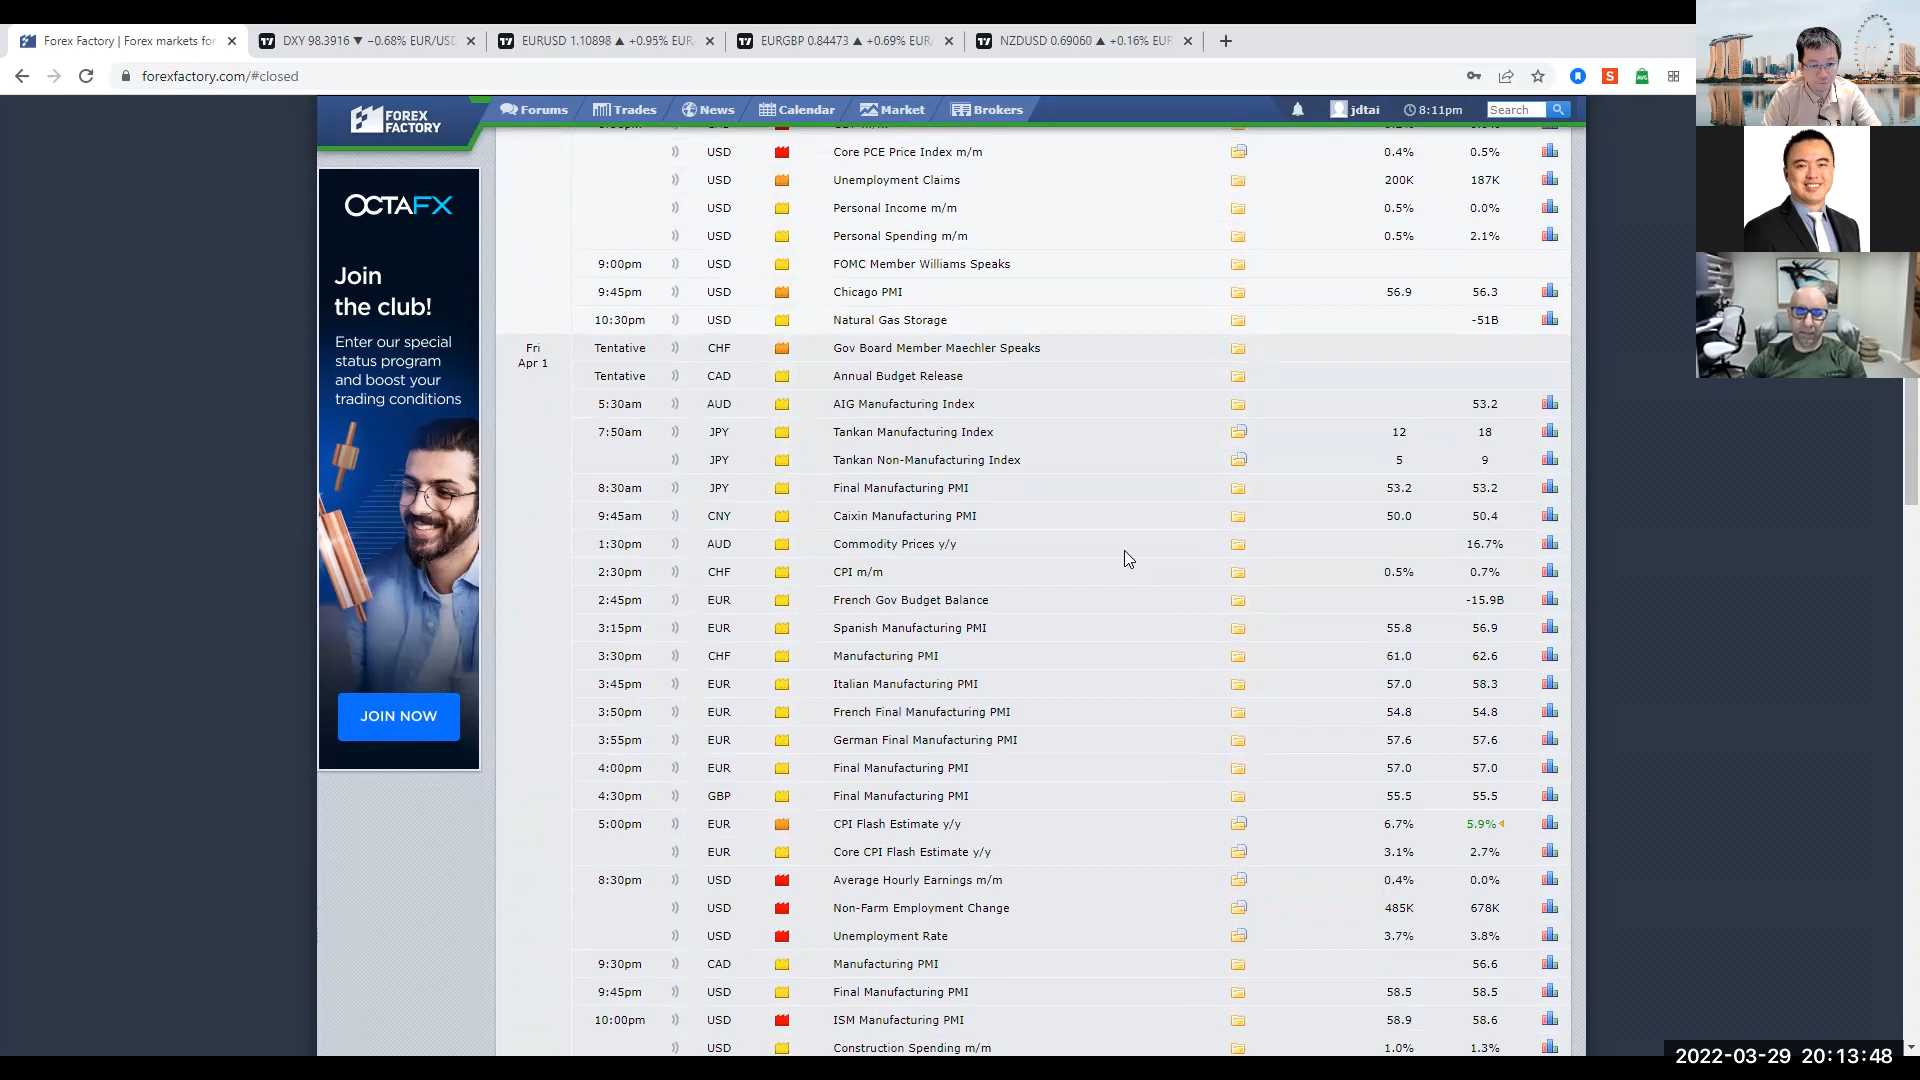 Forex Factory | Forex markets for
DXY 98.3916 ▼ −0.68% EUR/USD
EURUSD 1.10898 ▲ +0.95% EUR/
EURGBP 0.84473 ▲ +0.69% EUR/
NZDUSD 0.69060 ▲ +0.16% EUR
forexfactory.com/#closed
FOREX FACTORY
Forums Trades News Calendar Market Brokers jdtai 8:11pm Search
USD Core PCE Price Index m/m 0.4% 0.5%
USD Unemployment Claims 200K 187K
USD Personal Income m/m 0.5% 0.0%
USD Personal Spending m/m 0.5% 2.1%
9:00pm USD FOMC Member Williams Speaks
9:45pm USD Chicago PMI 56.9 56.3
10:30pm USD Natural Gas Storage -51B
Fri Apr 1 Tentative CHF Gov Board Member Maechler Speaks
Tentative CAD Annual Budget Release
5:30am AUD AIG Manufacturing Index 53.2
7:50am JPY Tankan Manufacturing Index 12 18
JPY Tankan Non-Manufacturing Index 5 9
8:30am JPY Final Manufacturing PMI 53.2 53.2
9:45am CNY Caixin Manufacturing PMI 50.0 50.4
1:30pm AUD Commodity Prices y/y 16.7%
2:30pm CHF CPI m/m 0.5% 0.7%
2:45pm EUR French Gov Budget Balance -15.9B
3:15pm EUR Spanish Manufacturing PMI 55.8 56.9
3:30pm CHF Manufacturing PMI 61.0 62.6
3:45pm EUR Italian Manufacturing PMI 57.0 58.3
3:50pm EUR French Final Manufacturing PMI 54.8 54.8
3:55pm EUR German Final Manufacturing PMI 57.6 57.6
4:00pm EUR Final Manufacturing PMI 57.0 57.0
4:30pm GBP Final Manufacturing PMI 55.5 55.5
5:00pm EUR CPI Flash Estimate y/y 6.7% 5.9%
EUR Core CPI Flash Estimate y/y 3.1% 2.7%
8:30pm USD Average Hourly Earnings m/m 0.4% 0.0%
USD Non-Farm Employment Change 485K 678K
USD Unemployment Rate 3.7% 3.8%
9:30pm CAD Manufacturing PMI 56.6
9:45pm USD Final Manufacturing PMI 58.5 58.5
10:00pm USD ISM Manufacturing PMI 58.9 58.6
USD Construction Spending m/m 1.0% 1.3%
OCTAFX
Join
the club!
Enter our special
status program
and boost your
trading conditions
JOIN NOW
2022-03-29 20:13:48